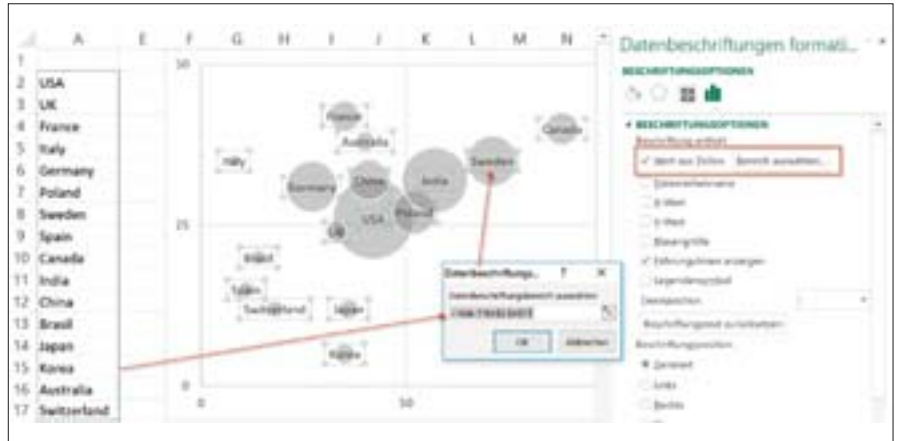 A E F G H I J K L M N
1
2 USA
3 UK
4 France
5 Italy
6 Germany
7 Poland
8 Sweden
9 Spain
10 Canada
11 India
12 China
13 Brasil
14 Japan
15 Korea
16 Australia
17 Switzerland
50
25
0
0 50
France
Australia
Canada
Italy
Germany
China
India
Sweden
USA
Poland
UK
Brasil
Spain
Switzerland
Japan
Korea
Datenbeschriftungs... ? ×
Datenbeschriftungsbereich auswählen
OK Abbrechen
Datenbeschriftungen formati...
BESCHRIFTUNGSOPTIONEN
BESCHRIFTUNGSOPTIONEN
Beschriftung enthält
Wert aus Zellen Bereich auswählen...
Datenreihenname
X-Wert
Y-Wert
Blasengröße
Führungslinien anzeigen
Legendensymbol
Beschriftungstext zurücksetzen
Beschriftungsposition
Zentriert
Links
Rechts